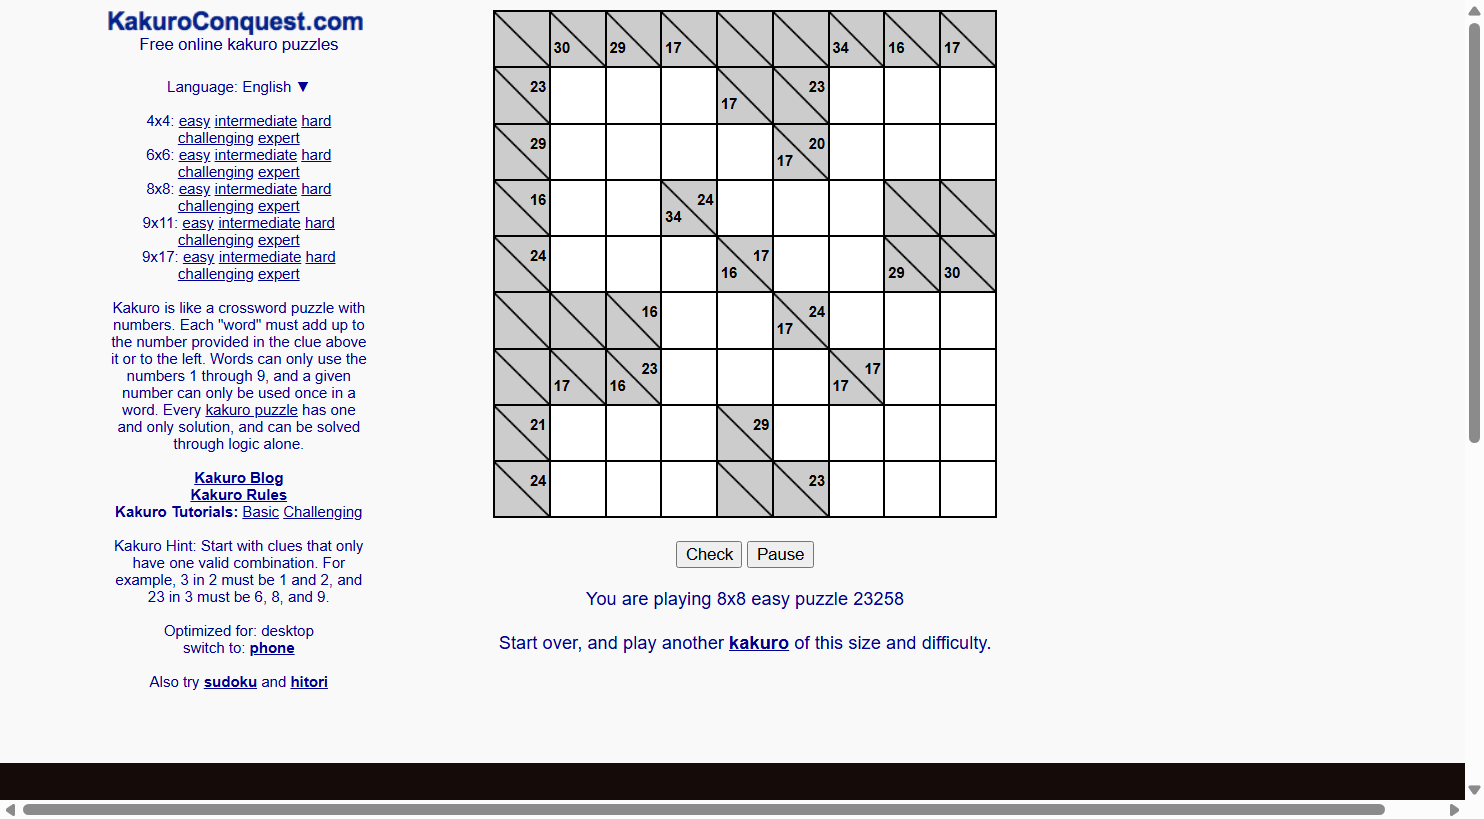 KakuroConquest.com
Free online kakuro puzzles
Language: English ▼
4x4: easy intermediate hard
challenging expert
6x6: easy intermediate hard
challenging expert
8x8: easy intermediate hard
challenging expert
9x11: easy intermediate hard
challenging expert
9x17: easy intermediate hard
challenging expert
Kakuro is like a crossword puzzle with
numbers. Each "word" must add up to
the number provided in the clue above
it or to the left. Words can only use the
numbers 1 through 9, and a given
number can only be used once in a
word. Every kakuro puzzle has one
and only solution, and can be solved
through logic alone.
Kakuro Blog
Kakuro Rules
Kakuro Tutorials: Basic Challenging
Kakuro Hint: Start with clues that only
have one valid combination. For
example, 3 in 2 must be 1 and 2, and
23 in 3 must be 6, 8, and 9.
Optimized for: desktop
switch to: phone
Also try sudoku and hitori
30 29 17 34 16 17
23 17 23
29 17 20
16 34 24
24 16 17 29 30
16 17 24
17 16 23 17 17
21 29
24 23
Check Pause
You are playing 8x8 easy puzzle 23258
Start over, and play another kakuro of this size and difficulty.